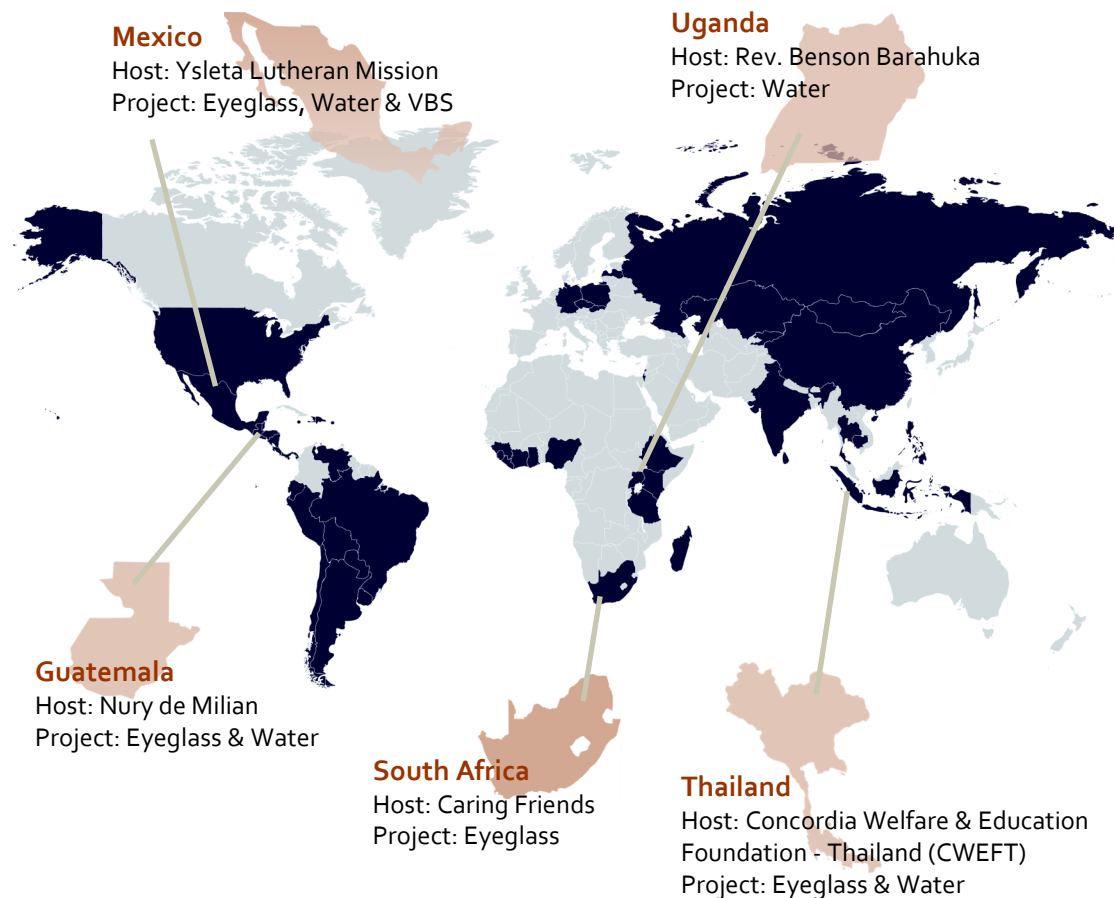 Mexico
Host: Ysleta Lutheran Mission
Project: Eyeglass, Water & VBS
Uganda
Host: Rev. Benson Barahuka
Project: Water
Guatemala
Host: Nury de Milian
Project: Eyeglass & Water
South Africa
Host: Caring Friends
Project: Eyeglass
Thailand
Host: Concordia Welfare & Education
Foundation - Thailand (CWEFT)
Project: Eyeglass & Water